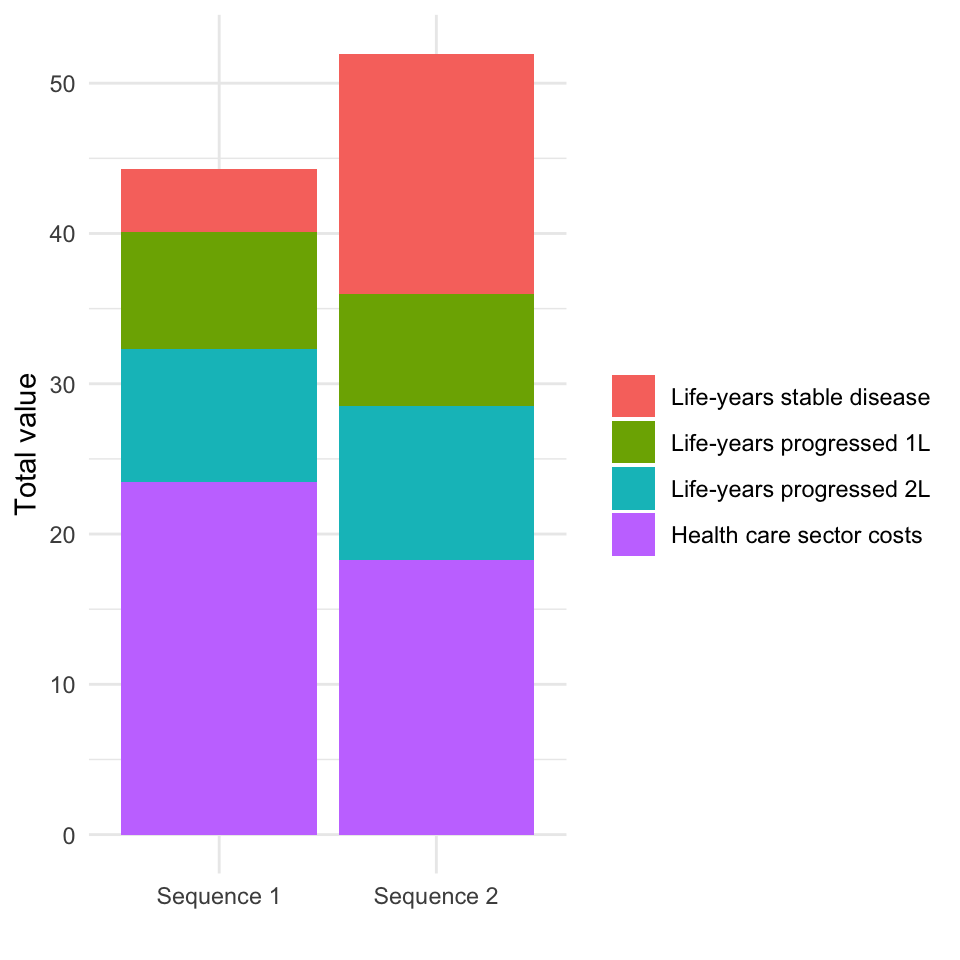 Total value
50
40
30
20
10
0
Sequence 1
Sequence 2
Life-years stable disease
Life-years progressed 1L
Life-years progressed 2L
Health care sector costs